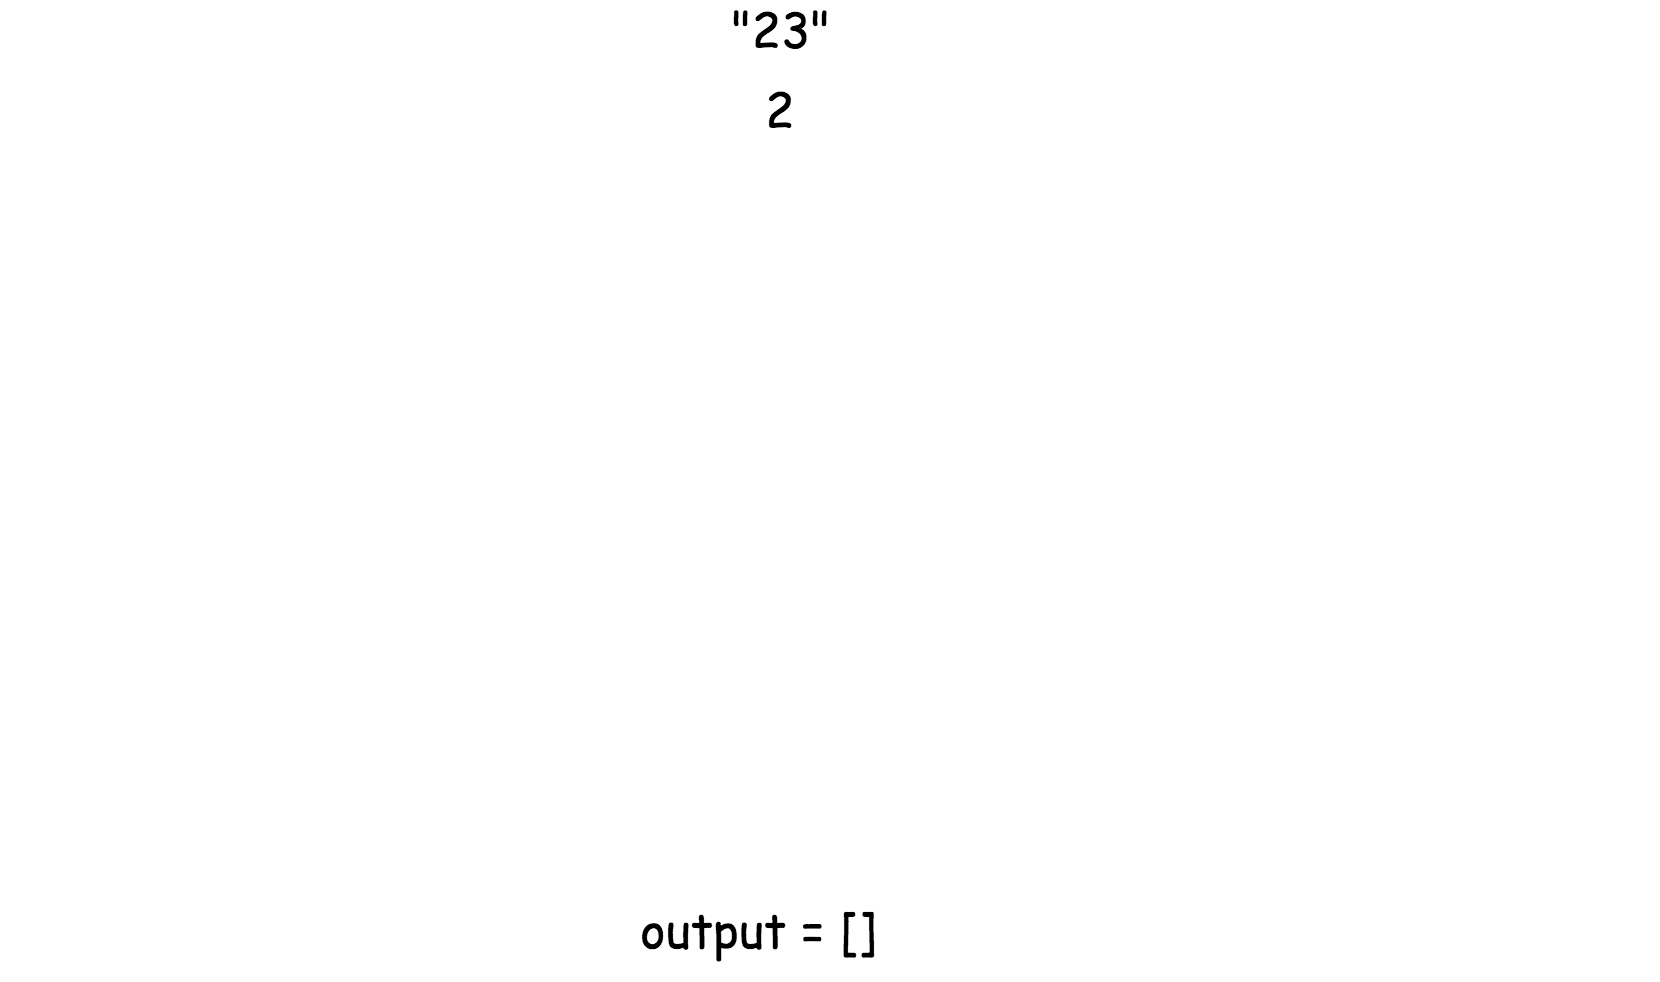 "23"
2
output = []